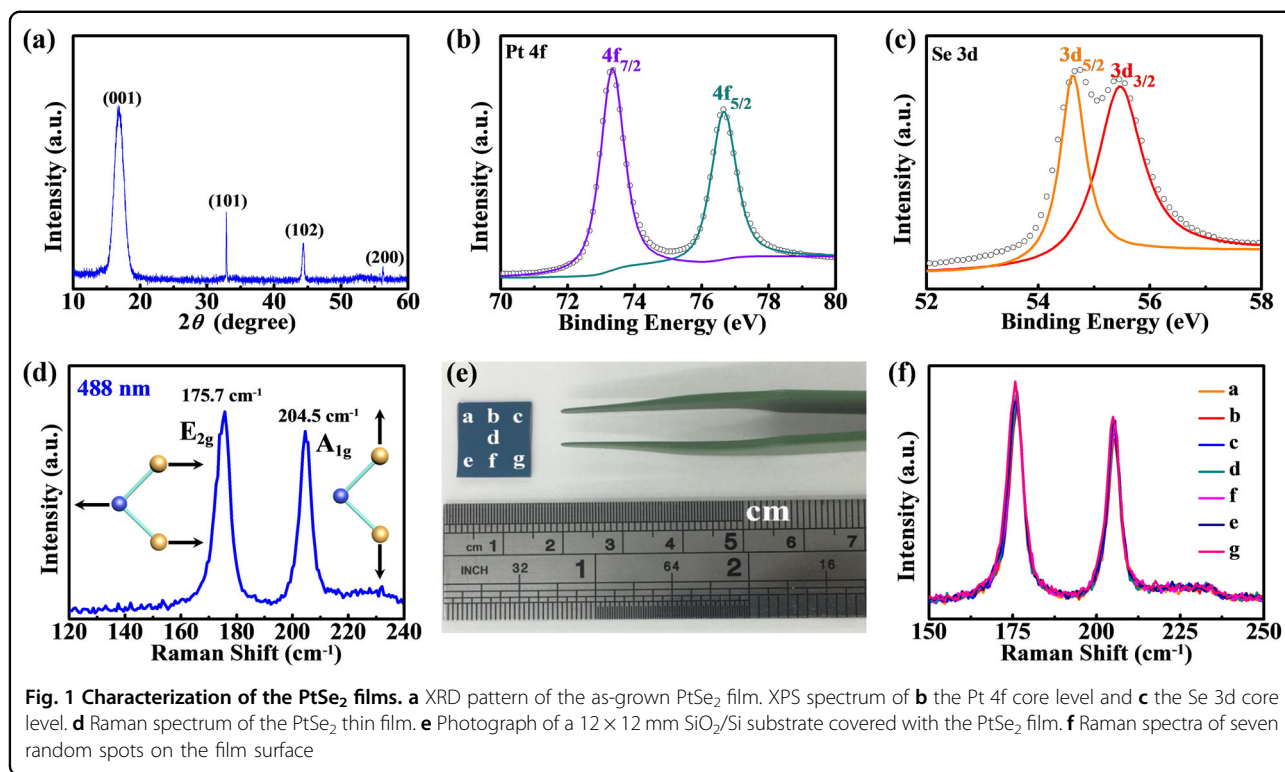 (a)
(001)
(101)
(102)
(200)
Intensity (a.u.)
10 20 30 40 50 60
2θ (degree)
(b)
Pt 4f
4f7/2
4f5/2
Intensity (a.u.)
70 72 74 76 78 80
Binding Energy (eV)
(c)
Se 3d
3d5/2
3d3/2
Intensity (a.u.)
52 54 56 58
Binding Energy (eV)
(d)
488 nm
175.7 cm-1
204.5 cm-1
E2g
A1g
Intensity (a.u.)
120 140 160 180 200 220 240
Raman Shift (cm-1)
(e)
a b c
d
e f g
cm
cm 1 2 3 4 5 6 7
INCH 32 1 64 2 16
(f)
a
b
c
d
f
e
g
Intensity (a.u.)
150 175 200 225 250
Raman Shift (cm-1)
Fig. 1 Characterization of the PtSe2 films. a XRD pattern of the as-grown PtSe2 film. XPS spectrum of b the Pt 4f core level and c the Se 3d core
level. d Raman spectrum of the PtSe2 thin film. e Photograph of a 12 × 12 mm SiO2/Si substrate covered with the PtSe2 film. f Raman spectra of seven
random spots on the film surface